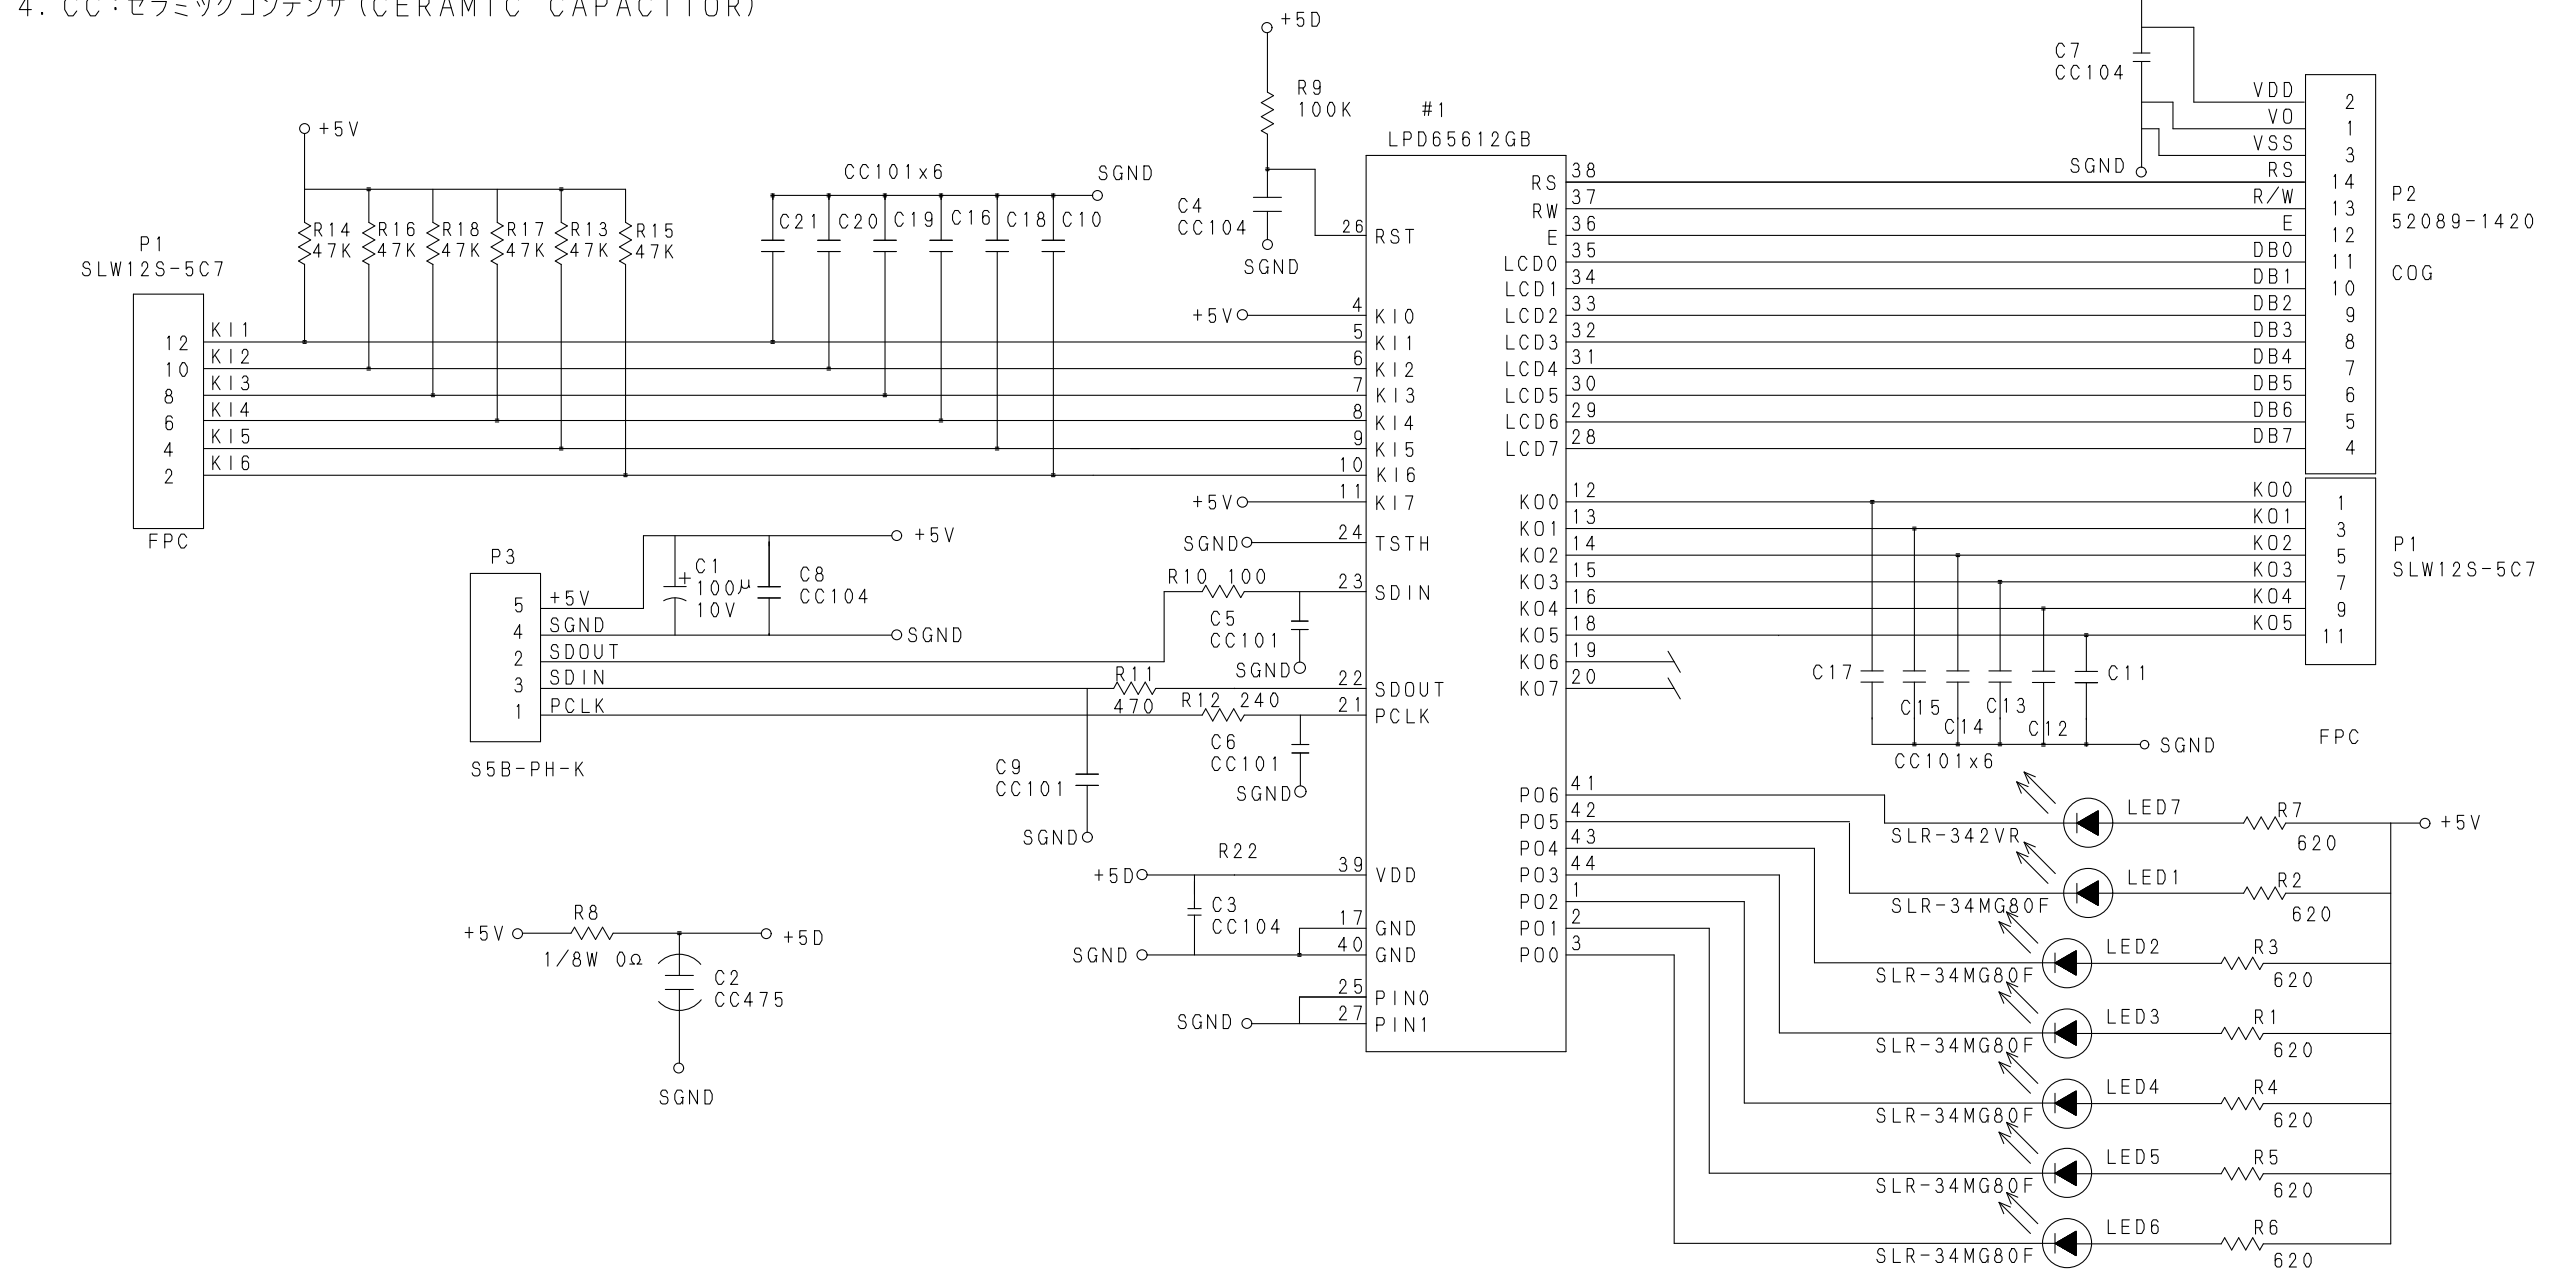 4. CC:セラミックコンデンサ(CERAMIC CAPACITOR)
+5D
R9
100K
#1
LPD65612GB
C7
CC104
SGND
+5V
R14
47K
R16
47K
R18
47K
R17
47K
R13
47K
R15
47K
CC101x6
SGND
C21
C20
C19
C16
C18
C10
C4
CC104
SGND
P1
SLW12S-5C7
12 KI1
10 KI2
8 KI3
6 KI4
4 KI5
2 KI6
FPC
26 RST
+5V 4 KI0
5 KI1
6 KI2
7 KI3
8 KI4
9 KI5
10 KI6
+5V 11 KI7
SGND 24 TSTH
23 SDIN
22 SDOUT
21 PCLK
+5D R22 39 VDD
17 GND
SGND 40 GND
25 PIN0
SGND 27 PIN1
C3
CC104
RS 38
RW 37
E 36
LCD0 35
LCD1 34
LCD2 33
LCD3 32
LCD4 31
LCD5 30
LCD6 29
LCD7 28
KO0 12
KO1 13
KO2 14
KO3 15
KO4 16
KO5 18
KO6 19
KO7 20
PO6 41
PO5 42
PO4 43
PO3 44
PO2 1
PO1 2
PO0 3
VDD 2
VO 1
VSS 3
RS 14
R/W 13
E 12
DB0 11
DB1 10
DB2 9
DB3 8
DB4 7
DB5 6
DB6 5
DB7 4
P2
52089-1420
COG
KO0 1
KO1 3
KO2 5
KO3 7
KO4 9
KO5 11
P1
SLW12S-5C7
FPC
C17
C15
C14
C13
C12
C11
CC101x6
SGND
P3
5 +5V
4 SGND
2 SDOUT
3 SDIN
1 PCLK
S5B-PH-K
C1
+ 100μ
10V
C8
CC104
+5V
SGND
R10 100
C5
CC101
SGND
R11
470
R12 240
C6
CC101
SGND
C9
CC101
SGND
+5V
R8
1/8W 0Ω
+5D
C2
CC475
SGND
SLR-342VR
LED7
R7
620
+5V
SLR-34MG80F
LED1
R2
620
SLR-34MG80F
LED2
R3
620
SLR-34MG80F
LED3
R1
620
SLR-34MG80F
LED4
R4
620
SLR-34MG80F
LED5
R5
620
SLR-34MG80F
LED6
R6
620